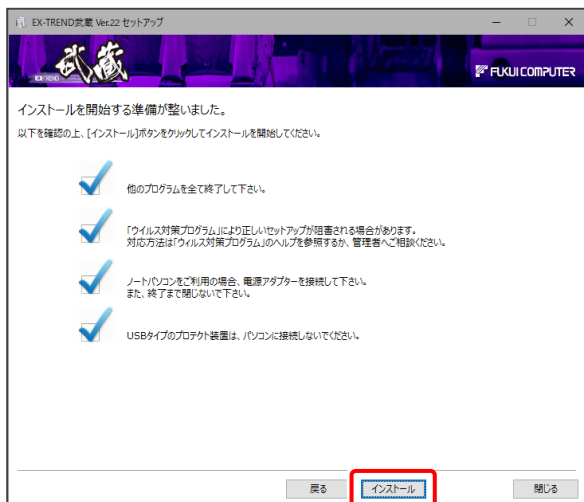 EX-TREND武蔵 Ver.22 セットアップ
EX-TREND 武蔵
FUKUI COMPUTER
インストールを開始する準備が整いました。
以下を確認の上、[インストール]ボタンをクリックしてインストールを開始してください。
他のプログラムを全て終了して下さい。
「ウイルス対策プログラム」により正しいセットアップが阻害される場合があります。
対応方法は「ウィルス対策プログラム」のヘルプを参照するか、管理者へご相談ください。
ノートパソコンをご利用の場合、電源アダプターを接続して下さい。
また、終了まで閉じないで下さい。
USBタイプのプロテクト装置は、パソコンに接続しないでください。
戻る
インストール
閉じる